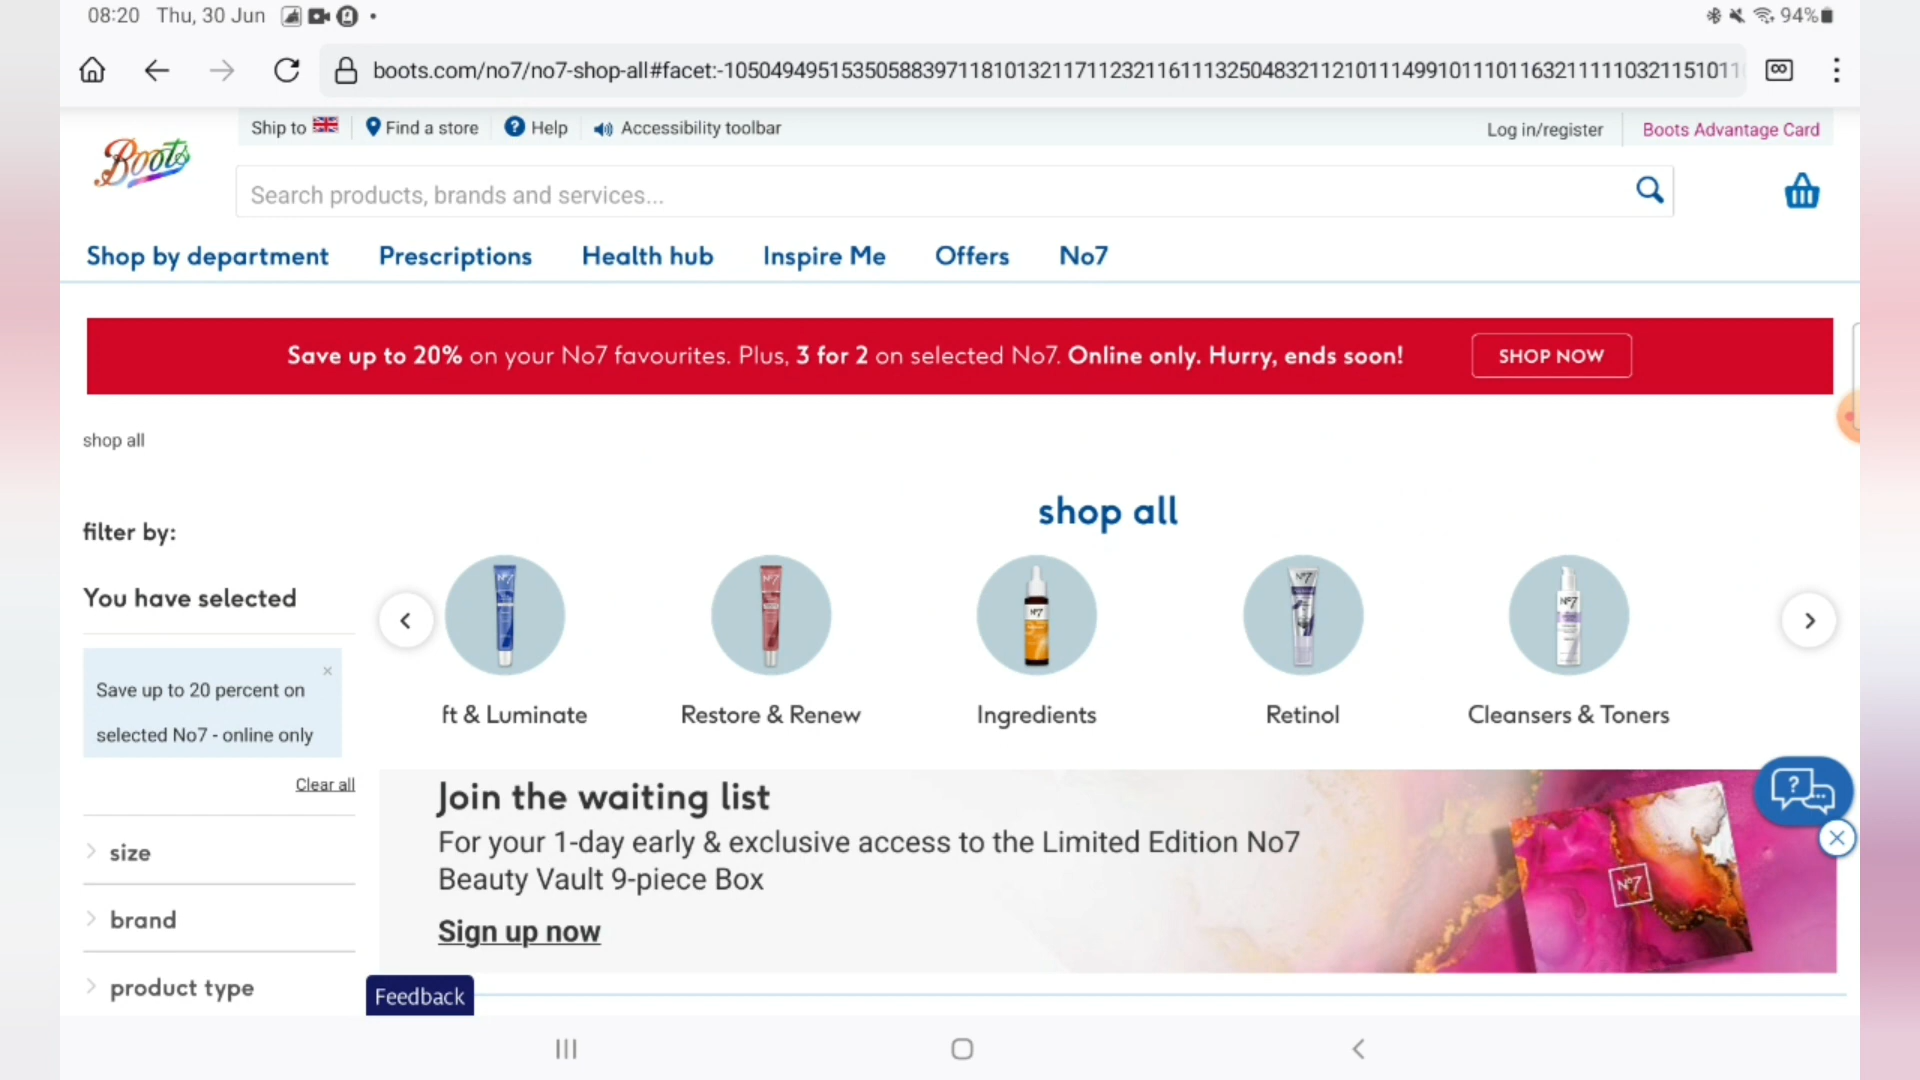 08:20 Thu, 30 Jun
94%
boots.com/no7/no7-shop-all#facet:-1050494951535058839711810132117112321161113250483211210111499101110116321111103211510110
Ship to
Find a store
Help
Accessibility toolbar
Log in/register
Boots Advantage Card
Boots
Search products, brands and services...
Shop by department
Prescriptions
Health hub
Inspire Me
Offers
No7
Save up to 20% on your No7 favourites. Plus, 3 for 2 on selected No7. Online only. Hurry, ends soon!
SHOP NOW
shop all
shop all
filter by:
You have selected
Save up to 20 percent on
selected No7 - online only
Clear all
size
brand
product type
ft & Luminate
Restore & Renew
Ingredients
Retinol
Cleansers & Toners
Join the waiting list
For your 1-day early & exclusive access to the Limited Edition No7
Beauty Vault 9-piece Box
Sign up now
Nº7
Feedback